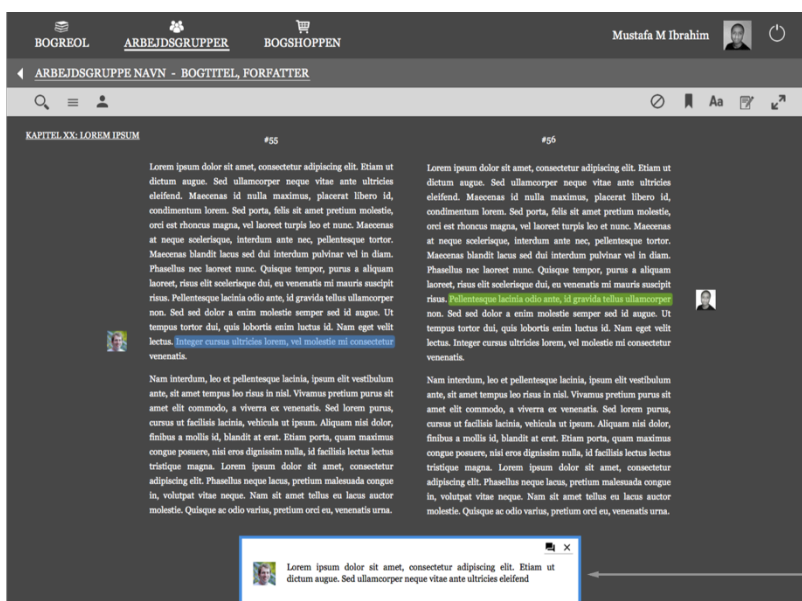 BOGREOL
ARBEJDSGRUPPER
BOGSHOPPEN
Mustafa M Ibrahim
ARBEJDSGRUPPE NAVN - BOGTITEL, FORFATTER
Aa
KAPITEL XX: LOREM IPSUM
#55
Lorem ipsum dolor sit amet, consectetur adipiscing elit. Etiam ut
dictum augue. Sed ullamcorper neque vitae ante ultricies
eleifend. Maecenas id nulla maximus, placerat libero id,
condimentum lorem. Sed porta, felis sit amet pretium molestie,
orci est rhoncus magna, vel laoreet turpis leo et nunc. Maecenas
at neque scelerisque, interdum ante nec, pellentesque tortor.
Maecenas blandit lacus sed dui interdum pulvinar vel in diam.
Phasellus nec laoreet nunc. Quisque tempor, purus a aliquam
laoreet, risus elit scelerisque dui, eu venenatis mi mauris suscipit
risus. Pellentesque lacinia odio ante, id gravida tellus ullamcorper
non. Sed sed dolor a enim molestie semper sed id augue. Ut
tempus tortor dui, quis lobortis enim luctus id. Nam eget velit
lectus. Integer cursus ultricies lorem, vel molestie mi consectetur
venenatis.
Nam interdum, leo et pellentesque lacinia, ipsum elit vestibulum
ante, sit amet tempus leo risus in nisl. Vivamus pretium purus sit
amet elit commodo, a viverra ex venenatis. Sed lorem purus,
cursus ut facilisis lacinia, vehicula ut ipsum. Aliquam nisi dolor,
finibus a mollis id, blandit at erat. Etiam porta, quam maximus
congue posuere, nisi eros dignissim nulla, id facilisis lectus lectus
tristique magna. Lorem ipsum dolor sit amet, consectetur
adipiscing elit. Phasellus neque lacus, pretium malesuada congue
in, volutpat vitae neque. Nam sit amet tellus eu lacus auctor
molestie. Quisque ac odio varius, pretium orci eu, venenatis urna.
#56
Lorem ipsum dolor sit amet, consectetur adipiscing elit. Etiam ut
dictum augue. Sed ullamcorper neque vitae ante ultricies
eleifend. Maecenas id nulla maximus, placerat libero id,
condimentum lorem. Sed porta, felis sit amet pretium molestie,
orci est rhoncus magna, vel laoreet turpis leo et nunc. Maecenas
at neque scelerisque, interdum ante nec, pellentesque tortor.
Maecenas blandit lacus sed dui interdum pulvinar vel in diam.
Phasellus nec laoreet nunc. Quisque tempor, purus a aliquam
laoreet, risus elit scelerisque dui, eu venenatis mi mauris suscipit
risus. Pellentesque lacinia odio ante, id gravida tellus ullamcorper
non. Sed sed dolor a enim molestie semper sed id augue. Ut
tempus tortor dui, quis lobortis enim luctus id. Nam eget velit
lectus. Integer cursus ultricies lorem, vel molestie mi consectetur
venenatis.
Nam interdum, leo et pellentesque lacinia, ipsum elit vestibulum
ante, sit amet tempus leo risus in nisl. Vivamus pretium purus sit
amet elit commodo, a viverra ex venenatis. Sed lorem purus,
cursus ut facilisis lacinia, vehicula ut ipsum. Aliquam nisi dolor,
finibus a mollis id, blandit at erat. Etiam porta, quam maximus
congue posuere, nisi eros dignissim nulla, id facilisis lectus lectus
tristique magna. Lorem ipsum dolor sit amet, consectetur
adipiscing elit. Phasellus neque lacus, pretium malesuada congue
in, volutpat vitae neque. Nam sit amet tellus eu lacus auctor
molestie. Quisque ac odio varius, pretium orci eu, venenatis urna.
Lorem ipsum dolor sit amet, consectetur adipiscing elit. Etiam ut
dictum augue. Sed ullamcorper neque vitae ante ultricies eleifend